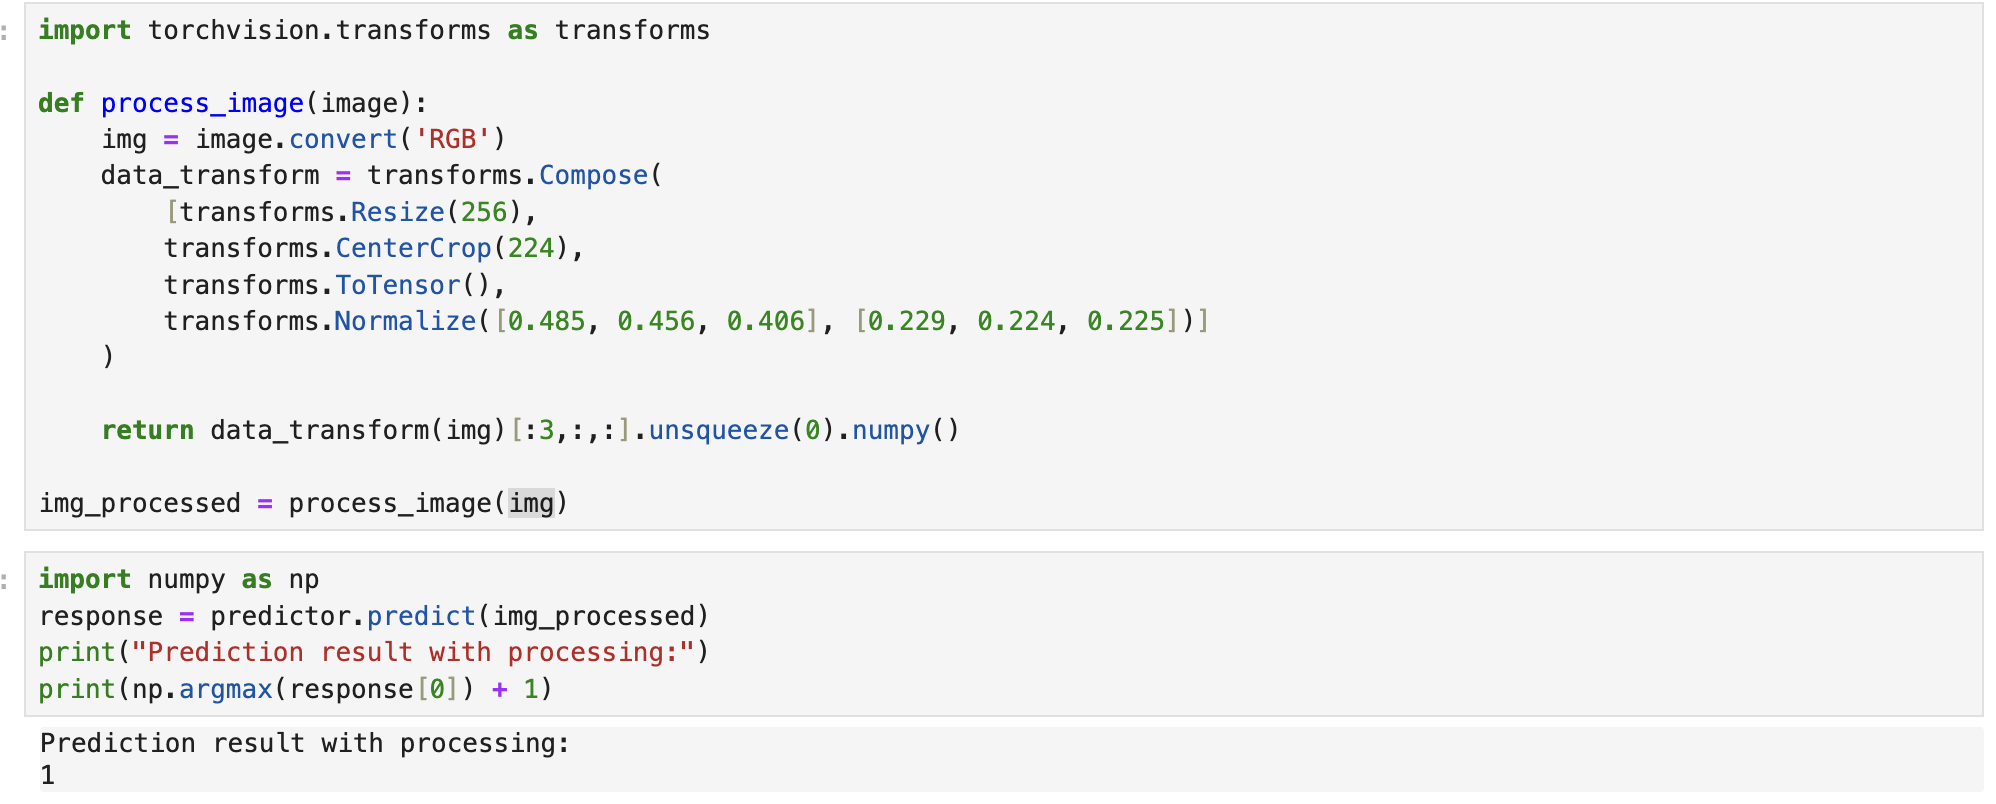 :
import torchvision.transforms as transforms
def process_image(image):
    img = image.convert('RGB')
    data_transform = transforms.Compose(
        [transforms.Resize(256),
        transforms.CenterCrop(224),
        transforms.ToTensor(),
        transforms.Normalize([0.485, 0.456, 0.406], [0.229, 0.224, 0.225])]
    )
    return data_transform(img)[:3,:,:].unsqueeze(0).numpy()
img_processed = process_image(img)
:
import numpy as np
response = predictor.predict(img_processed)
print("Prediction result with processing:")
print(np.argmax(response[0]) + 1)
Prediction result with processing:
1